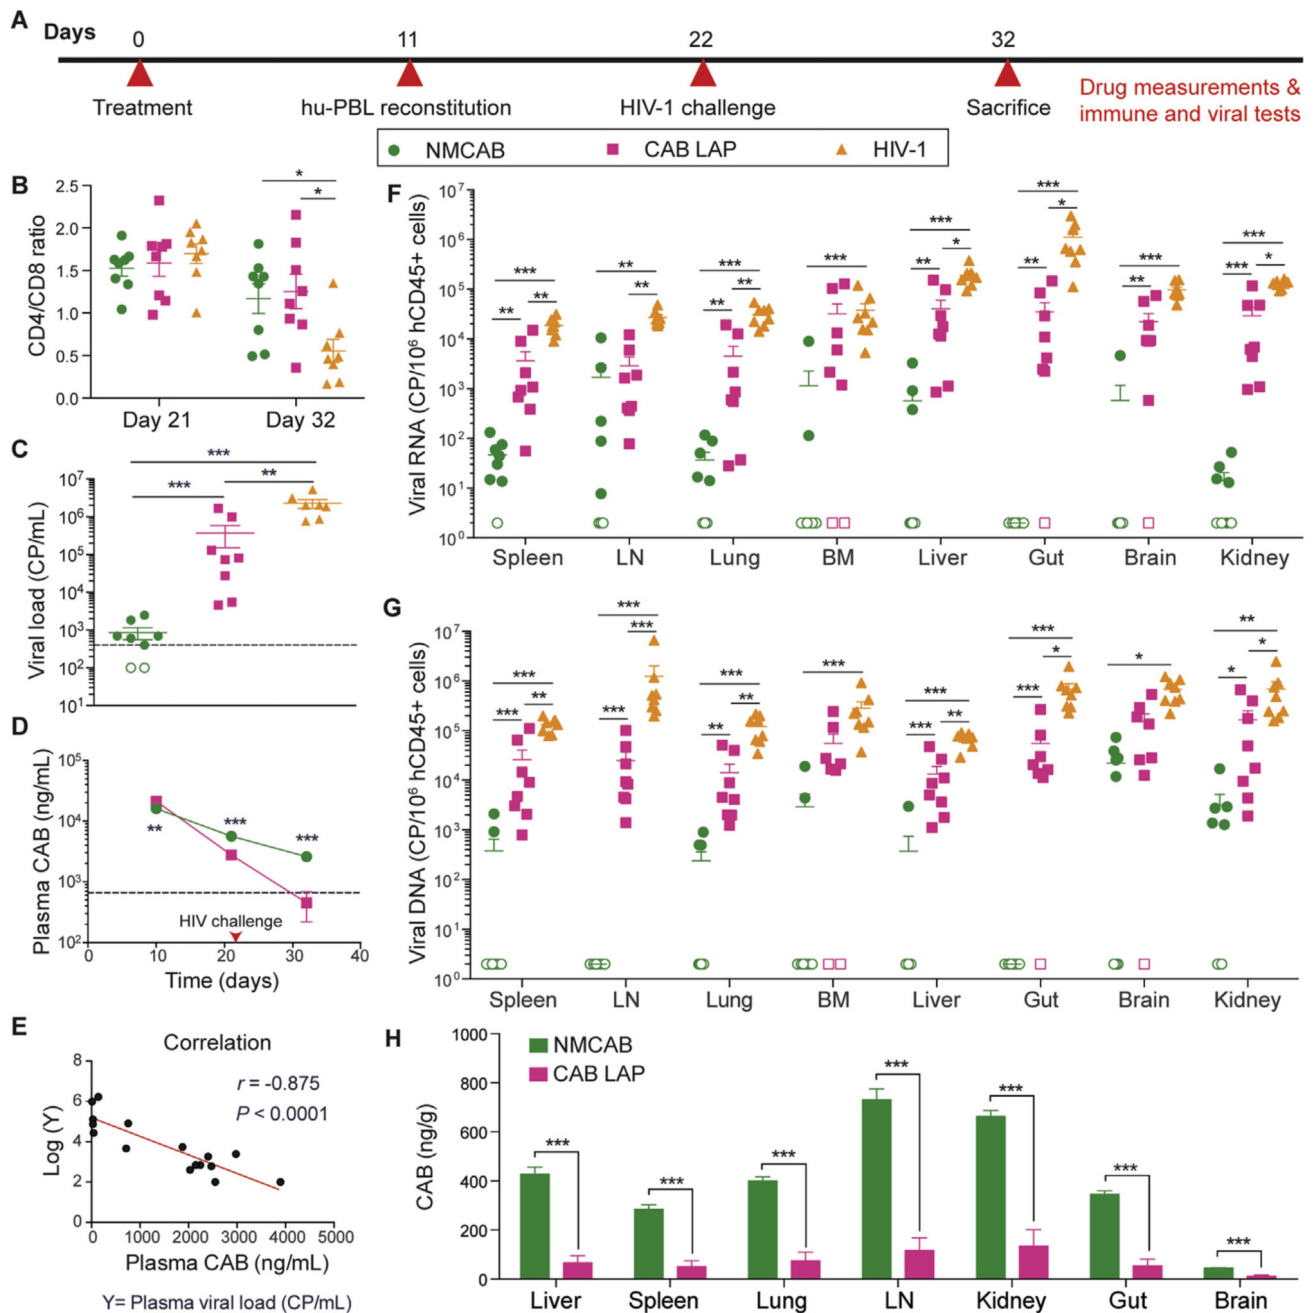 A
Days
0
11
22
32
Treatment
hu-PBL reconstitution
HIV-1 challenge
Sacrifice
Drug measurements &
immune and viral tests
NMCAB
CAB LAP
HIV-1
B
CD4/CD8 ratio
2.5
2.0
1.5
1.0
0.5
0.0
*
*
Day 21
Day 32
C
Viral load (CP/mL)
10⁷
10⁶
10⁵
10⁴
10³
10²
10¹
***
***
**
D
Plasma CAB (ng/mL)
10⁵
10⁴
10³
10²
**
***
***
HIV challenge
0
10
20
30
40
Time (days)
E
Correlation
r = -0.875
P < 0.0001
Log (Y)
8
6
4
2
0
0
1000
2000
3000
4000
5000
Plasma CAB (ng/mL)
Y= Plasma viral load (CP/mL)
F
Viral RNA (CP/10⁶ hCD45+ cells)
10⁷
10⁶
10⁵
10⁴
10³
10²
10¹
10⁰
***
**
**
**
**
***
**
**
***
***
**
*
***
**
*
***
**
***
***
*
Spleen
LN
Lung
BM
Liver
Gut
Brain
Kidney
G
Viral DNA (CP/10⁶ hCD45+ cells)
10⁷
10⁶
10⁵
10⁴
10³
10²
10¹
10⁰
***
***
**
***
***
***
***
**
**
***
***
***
**
***
***
*
*
**
*
*
Spleen
LN
Lung
BM
Liver
Gut
Brain
Kidney
H
NMCAB
CAB LAP
CAB (ng/g)
1000
800
600
400
200
0
***
***
***
***
***
***
***
Liver
Spleen
Lung
LN
Kidney
Gut
Brain